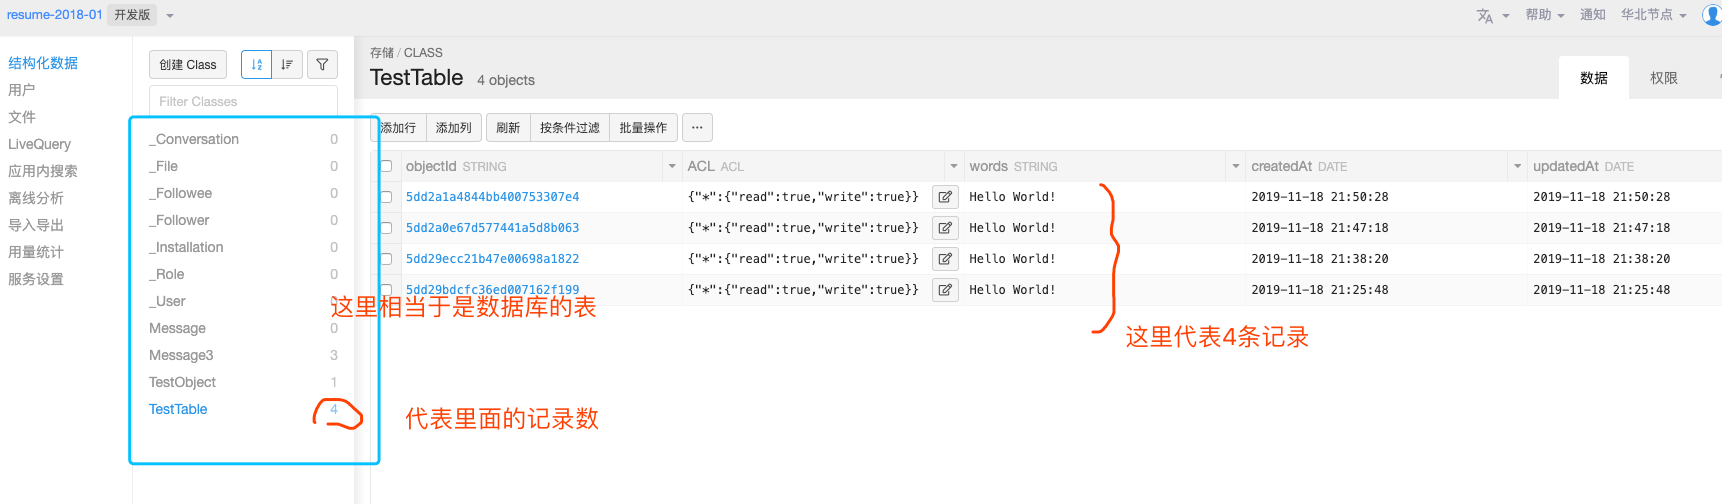 resume-2018-01 开发版
帮助 通知 华北节点
结构化数据
用户
文件
LiveQuery
应用内搜索
离线分析
导入导出
用量统计
服务设置
创建 Class
Filter Classes
_Conversation 0
_File 0
_Followee 0
_Follower 0
_Installation 0
_Role 0
_User
Message 0
Message3 3
TestObject 1
TestTable 4
存储 / CLASS
TestTable 4 objects
数据 权限
添加行 添加列 刷新 按条件过滤 批量操作 ...
objectId STRING ACL ACL words STRING createdAt DATE updatedAt DATE
5dd2a1a4844bb400753307e4 {"*":{"read":true,"write":true}} Hello World! 2019-11-18 21:50:28 2019-11-18 21:50:28
5dd2a0e67d577441a5d8b063 {"*":{"read":true,"write":true}} Hello World! 2019-11-18 21:47:18 2019-11-18 21:47:18
5dd29ecc21b47e00698a1822 {"*":{"read":true,"write":true}} Hello World! 2019-11-18 21:38:20 2019-11-18 21:38:20
5dd29bdcfc36ed007162f199 {"*":{"read":true,"write":true}} Hello World! 2019-11-18 21:25:48 2019-11-18 21:25:48
这里相当于是数据库的表
这里代表4条记录
代表里面的记录数